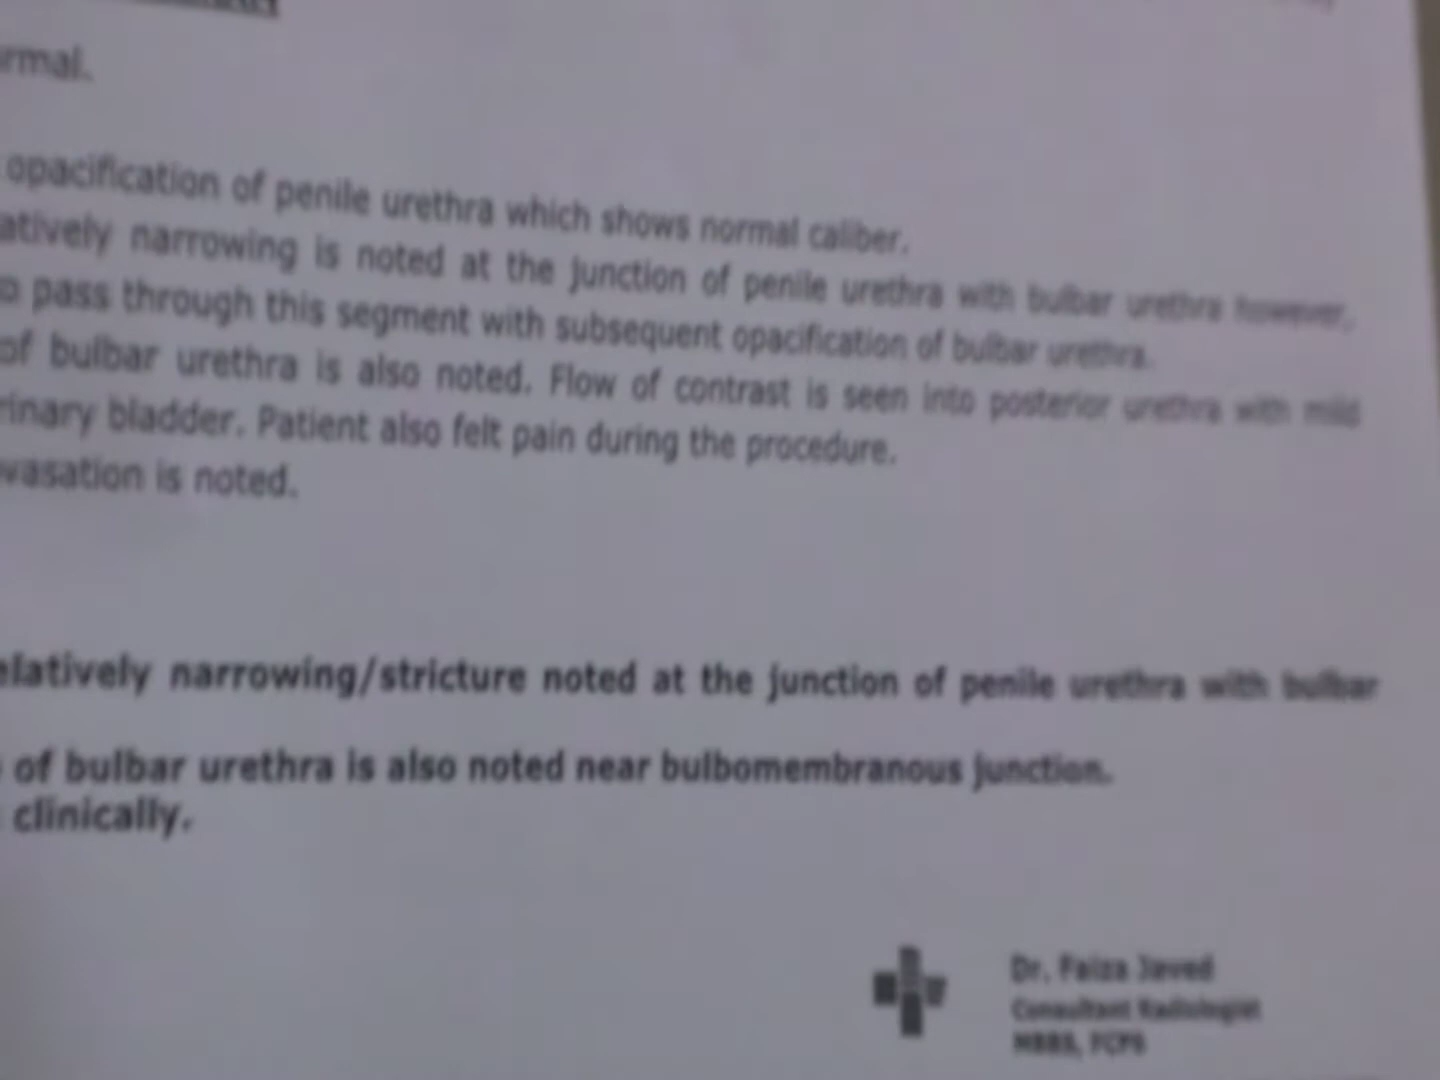 rmal.
opacification of penile urethra which shows normal caliber.
atively narrowing is noted at the junction of penile urethra with bulbar urethra however,
o pass through this segment with subsequent opacification of bulbar urethra.
of bulbar urethra is also noted. Flow of contrast is seen into posterior urethra with mild
rinary bladder. Patient also felt pain during the procedure.
vasation is noted.
elatively narrowing/stricture noted at the junction of penile urethra with bulbar
of bulbar urethra is also noted near bulbomembranous junction.
clinically.
Dr. Faiza Javed
Consultant Radiologist
MBBS, FCPS